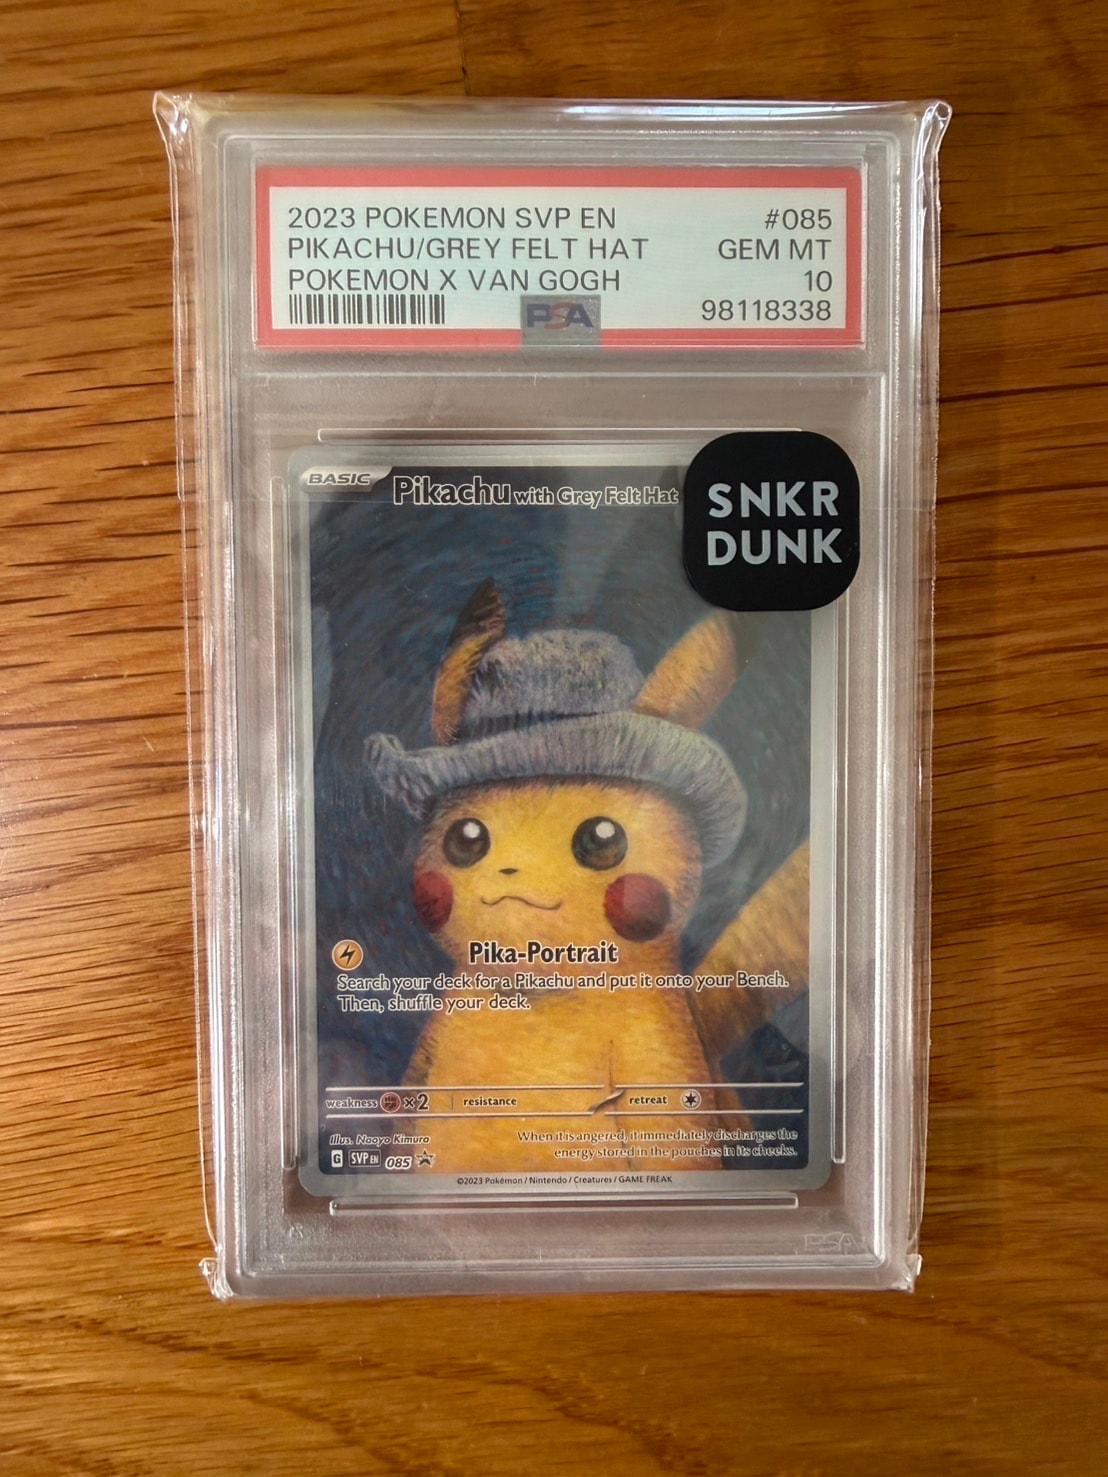 2023 POKEMON SVP EN #085
PIKACHU/GREY FELT HAT GEM MT
POKEMON X VAN GOGH 10
PSA 98118338
BASIC Pikachu with Grey Felt Hat
SNKR
DUNK
Pika-Portrait
Search your deck for a Pikachu and put it onto your Bench.
Then, shuffle your deck.
weakness ×2 resistance retreat
Illus. Naoyo Kimura
When it is angered, it immediately discharges the
energy stored in the pouches in its cheeks.
G SVP EN 085
©2023 Pokémon / Nintendo / Creatures / GAME FREAK
PSA